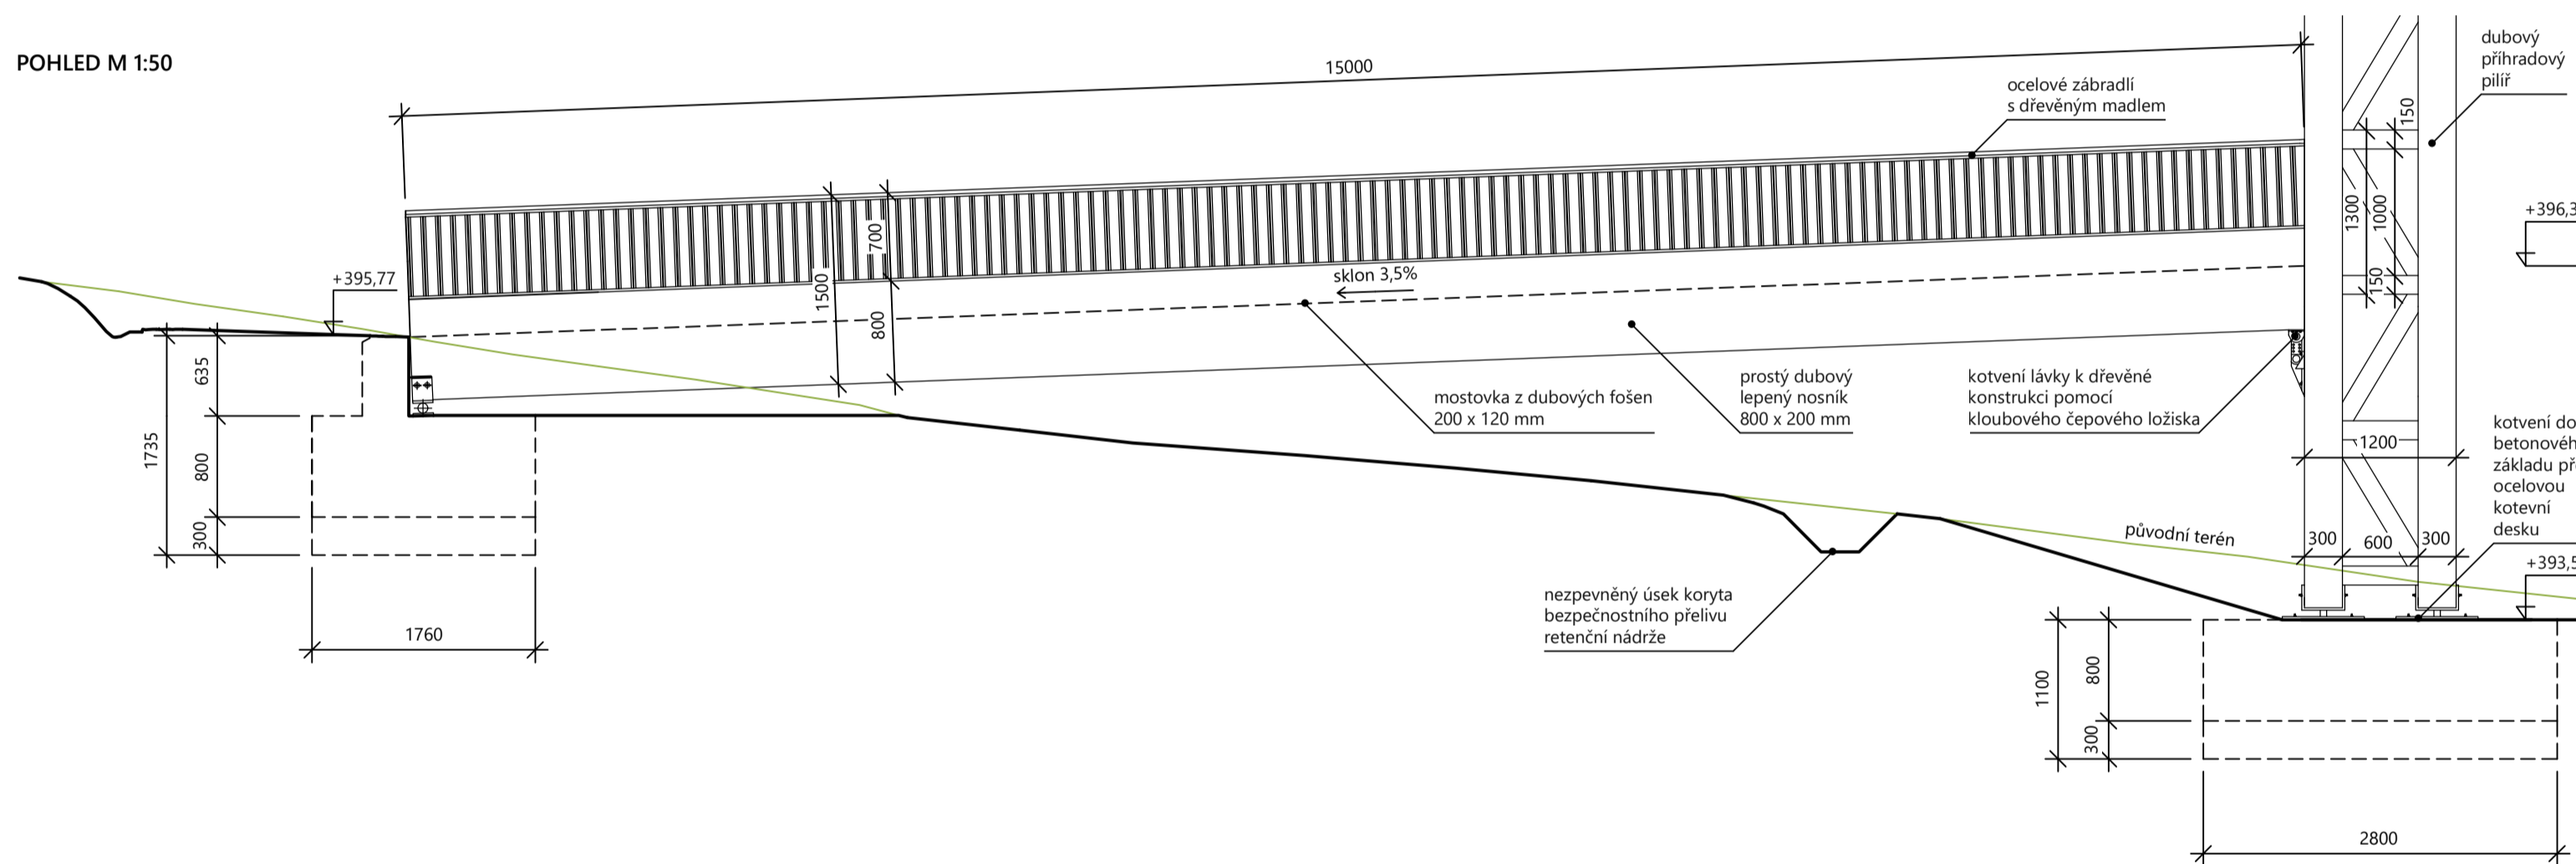 POHLED M 1:50
15000
ocelové zábradlí
s dřevěným madlem
dubový
příhradový
pilíř
150
1300
1000
150
+396,3
+395,77
700
1500
800
sklon 3,5%
635
1735
800
300
1760
mostovka z dubových fošen
200 x 120 mm
prostý dubový
lepený nosník
800 x 200 mm
kotvení lávky k dřevěné
konstrukci pomocí
kloubového čepového ložiska
1200
kotvení do
betonovéh
základu př
ocelovou
kotevní
desku
původní terén
300
600
300
+393,5
nezpevněný úsek koryta
bezpečnostního přelivu
retenční nádrže
1100
800
300
2800